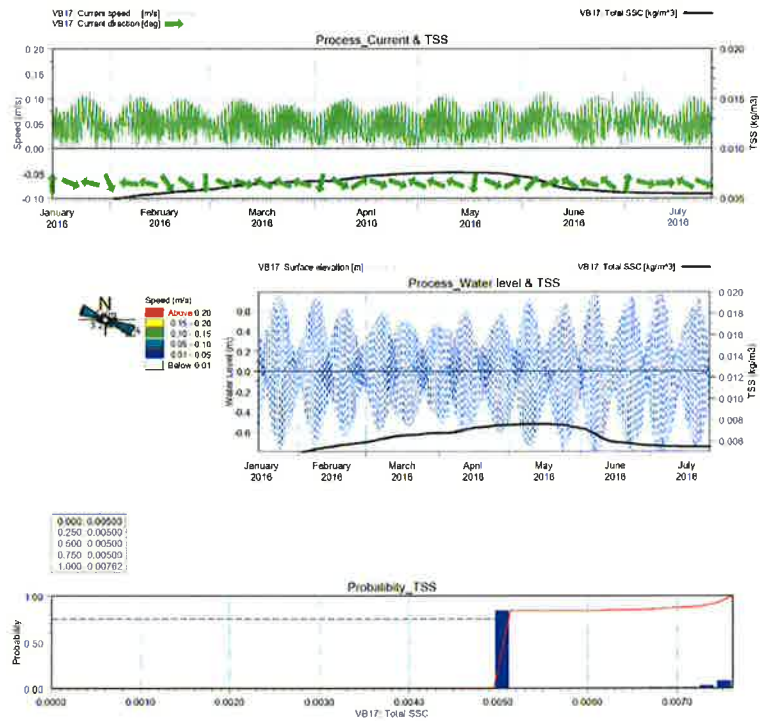 VB17 Current speed [m/s] VB17 Total SSC [kg/m^3]
VB17 Current direction [deg]
Process_Current & TSS
0.20 0.020
0.15
0.10 0.015
0.05
0.00 0.010
-0.05
-0.10 0.005
Speed (m/s)
TSS (kg/m3)
January February March April May June July
2016 2016 2016 2016 2016 2016 2016
VB17 Surface elevation [m] VB17 Total SSC [kg/m^3]
Process_Water level & TSS
N
Speed (m/s)
Above 0.20
0.15 - 0.20
0.10 - 0.15
0.05 - 0.10
0.01 - 0.05
Below 0.01
Water Level (m)
0.6
0.4
0.2
0.0
-0.2
-0.4
-0.6
0.020
0.018
0.016
0.014
0.012
0.010
0.008
0.006
TSS (kg/m3)
January February March April May June July
2016 2016 2016 2016 2016 2016 2016
0.000 0.00500
0.250 0.00500
0.500 0.00500
0.750 0.00500
1.000 0.00762
Probalibity_TSS
1.00
0.50
0.00
Probability
0.0000 0.0010 0.0020 0.0030 0.0040 0.0050 0.0060 0.0070
VB17: Total SSC